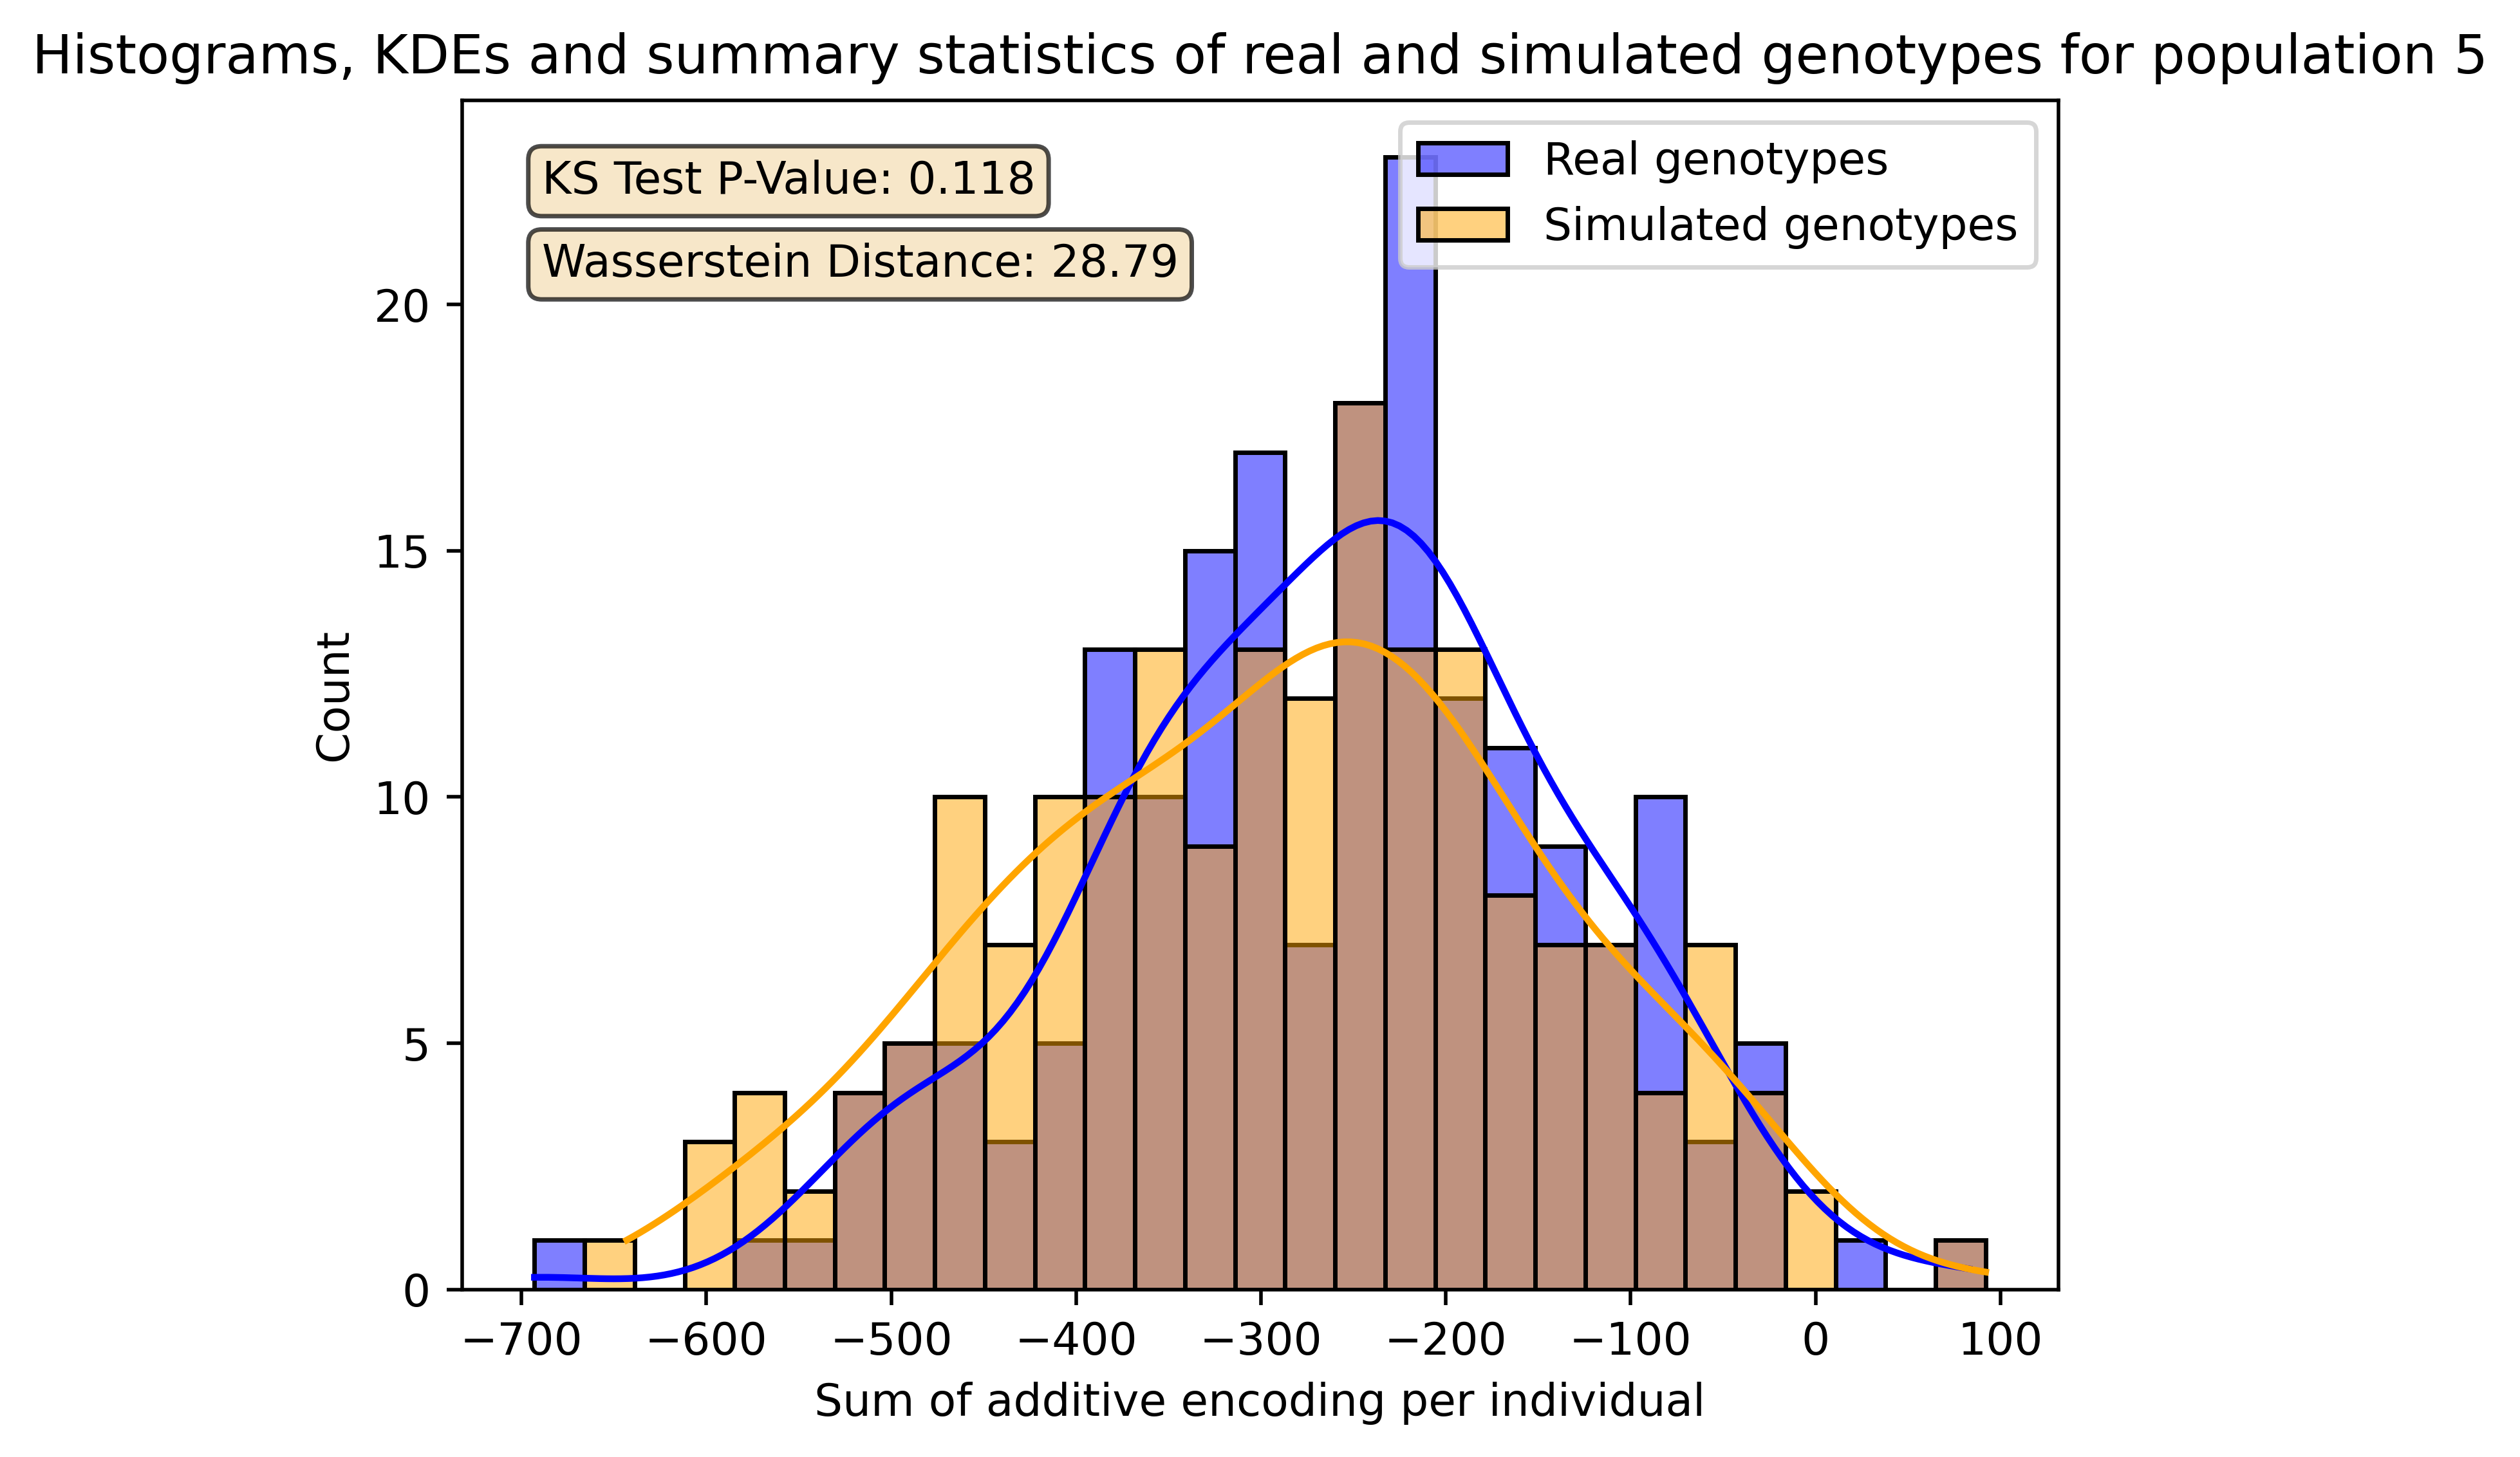 Histograms, KDEs and summary statistics of real and simulated genotypes for population 5
KS Test P-Value: 0.118
Wasserstein Distance: 28.79
Real genotypes
Simulated genotypes
Count
20
15
10
5
0
−700 −600 −500 −400 −300 −200 −100 0 100
Sum of additive encoding per individual